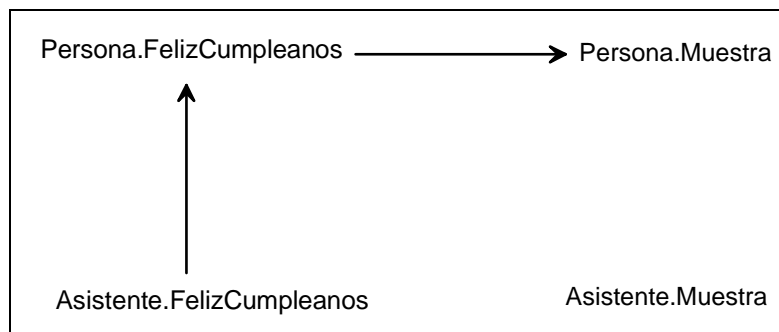 Persona.FelizCumpleanos
Persona.Muestra
Asistente.FelizCumpleanos
Asistente.Muestra